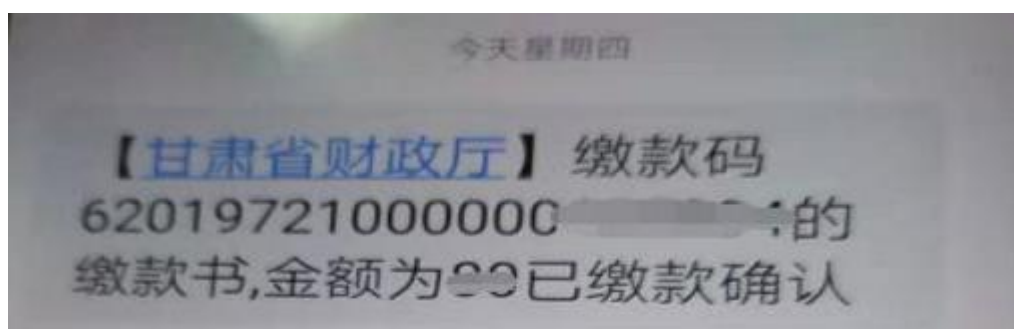 今天星期四
【甘肃省财政厅】缴款码
62019721000000 的
缴款书,金额为 已缴款确认